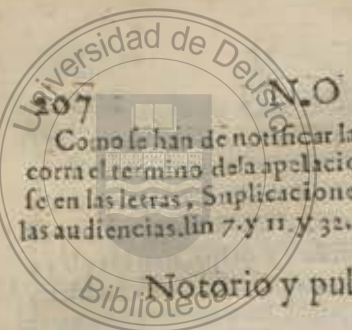 207 N.O
Como se han de notificar la
corra el termino dela apelacio
se en las letras, Suplicacione
las audiencias.lin 7.y 11.y 32.
Notorio y pul
Universidad de Deusto
Biblioteca